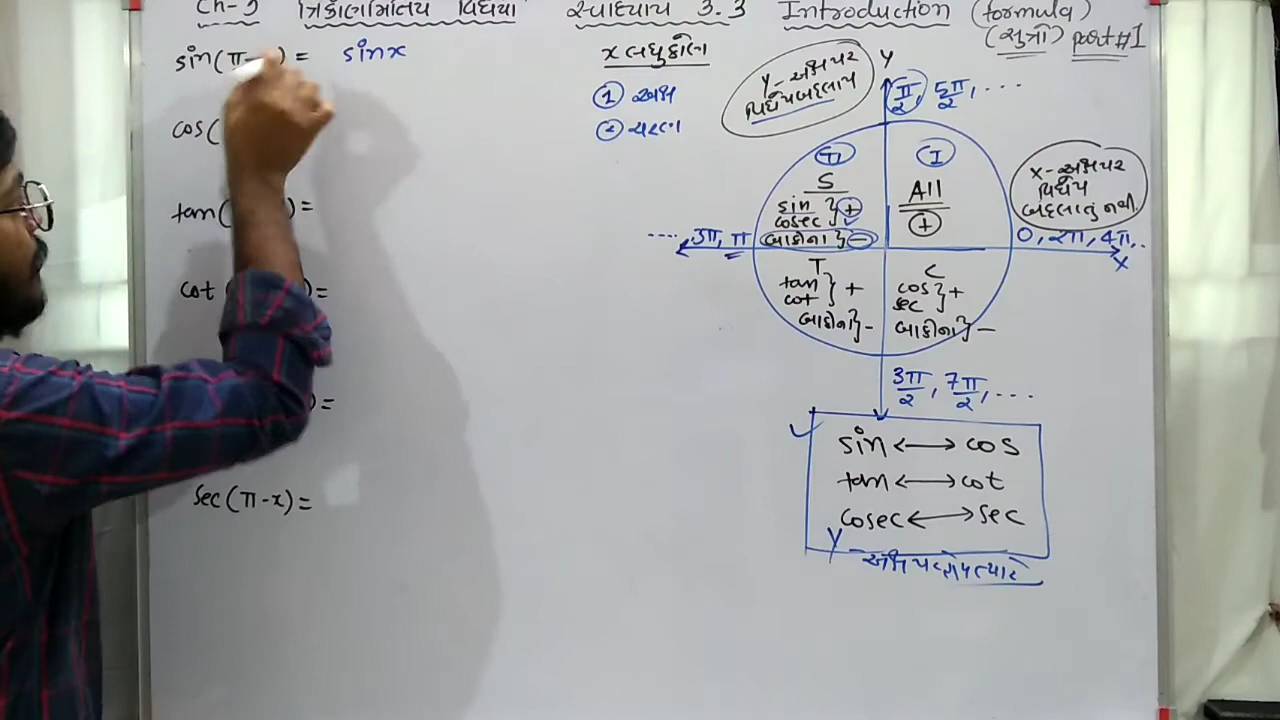 Ch-3 ત્રિકોણમિતિય વિધેયો સ્વાધ્યાય 3.3 Introduction (formula)
(સુત્રો) part#1
sin(π- ) = sinx
cos(
tan( )=
cot ( )=
)=
sec(π-x)=
x લઘુકોણ
① અક્ષ
② ચરણ
Y-અક્ષ પર
વિધેય બદલાય
Y
π/2, 5π/2, ...
II
S
sin } +
cosec
બાકીના} -
I
All
+
X-અક્ષ પર
વિધેય
બદલાતું નથી.
.... 3π, π
0, 2π, 4π, .
X
T
tan } +
cot
બાકીના} -
C
cos } +
sec
બાકીના} -
3π/2, 7π/2, ....
sin ↔ cos
tan ↔ cot
cosec ↔ sec
Y-અક્ષ પર હોય ત્યારે